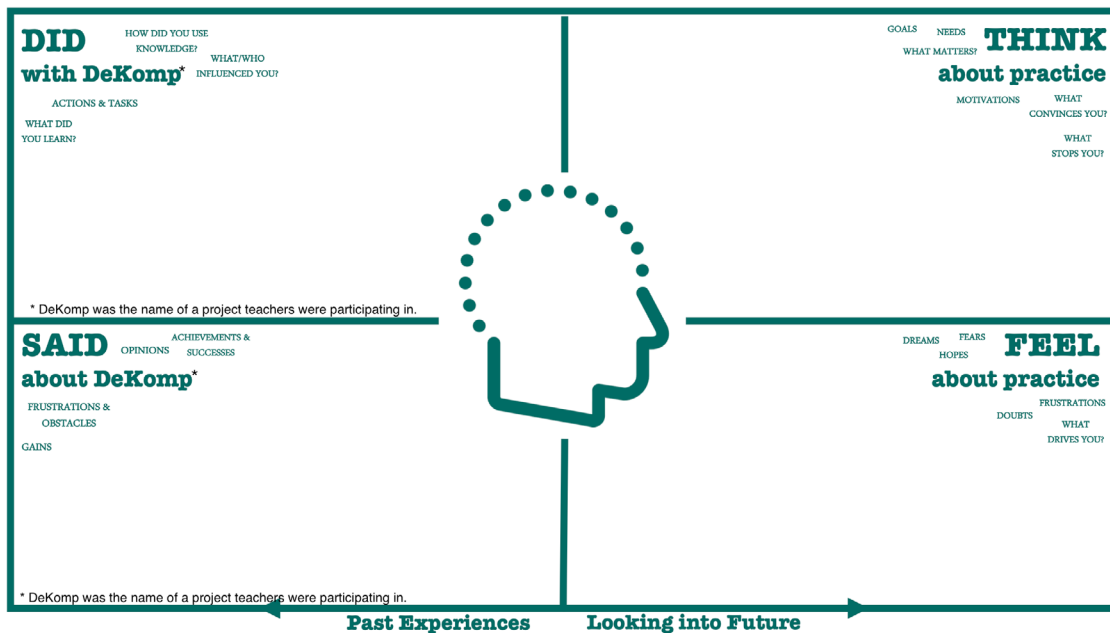 DID
with DeKomp*
HOW DID YOU USE
KNOWLEDGE?
WHAT/WHO
INFLUENCED YOU?
ACTIONS & TASKS
WHAT DID
YOU LEARN?
* DeKomp was the name of a project teachers were participating in.
GOALS
NEEDS
WHAT MATTERS?
THINK
about practice
MOTIVATIONS
WHAT
CONVINCES YOU?
WHAT
STOPS YOU?
SAID
about DeKomp*
OPINIONS
ACHIEVEMENTS &
SUCCESSES
FRUSTRATIONS &
OBSTACLES
GAINS
* DeKomp was the name of a project teachers were participating in.
DREAMS
FEARS
HOPES
FEEL
about practice
FRUSTRATIONS
DOUBTS
WHAT
DRIVES YOU?
Past Experiences
Looking into Future